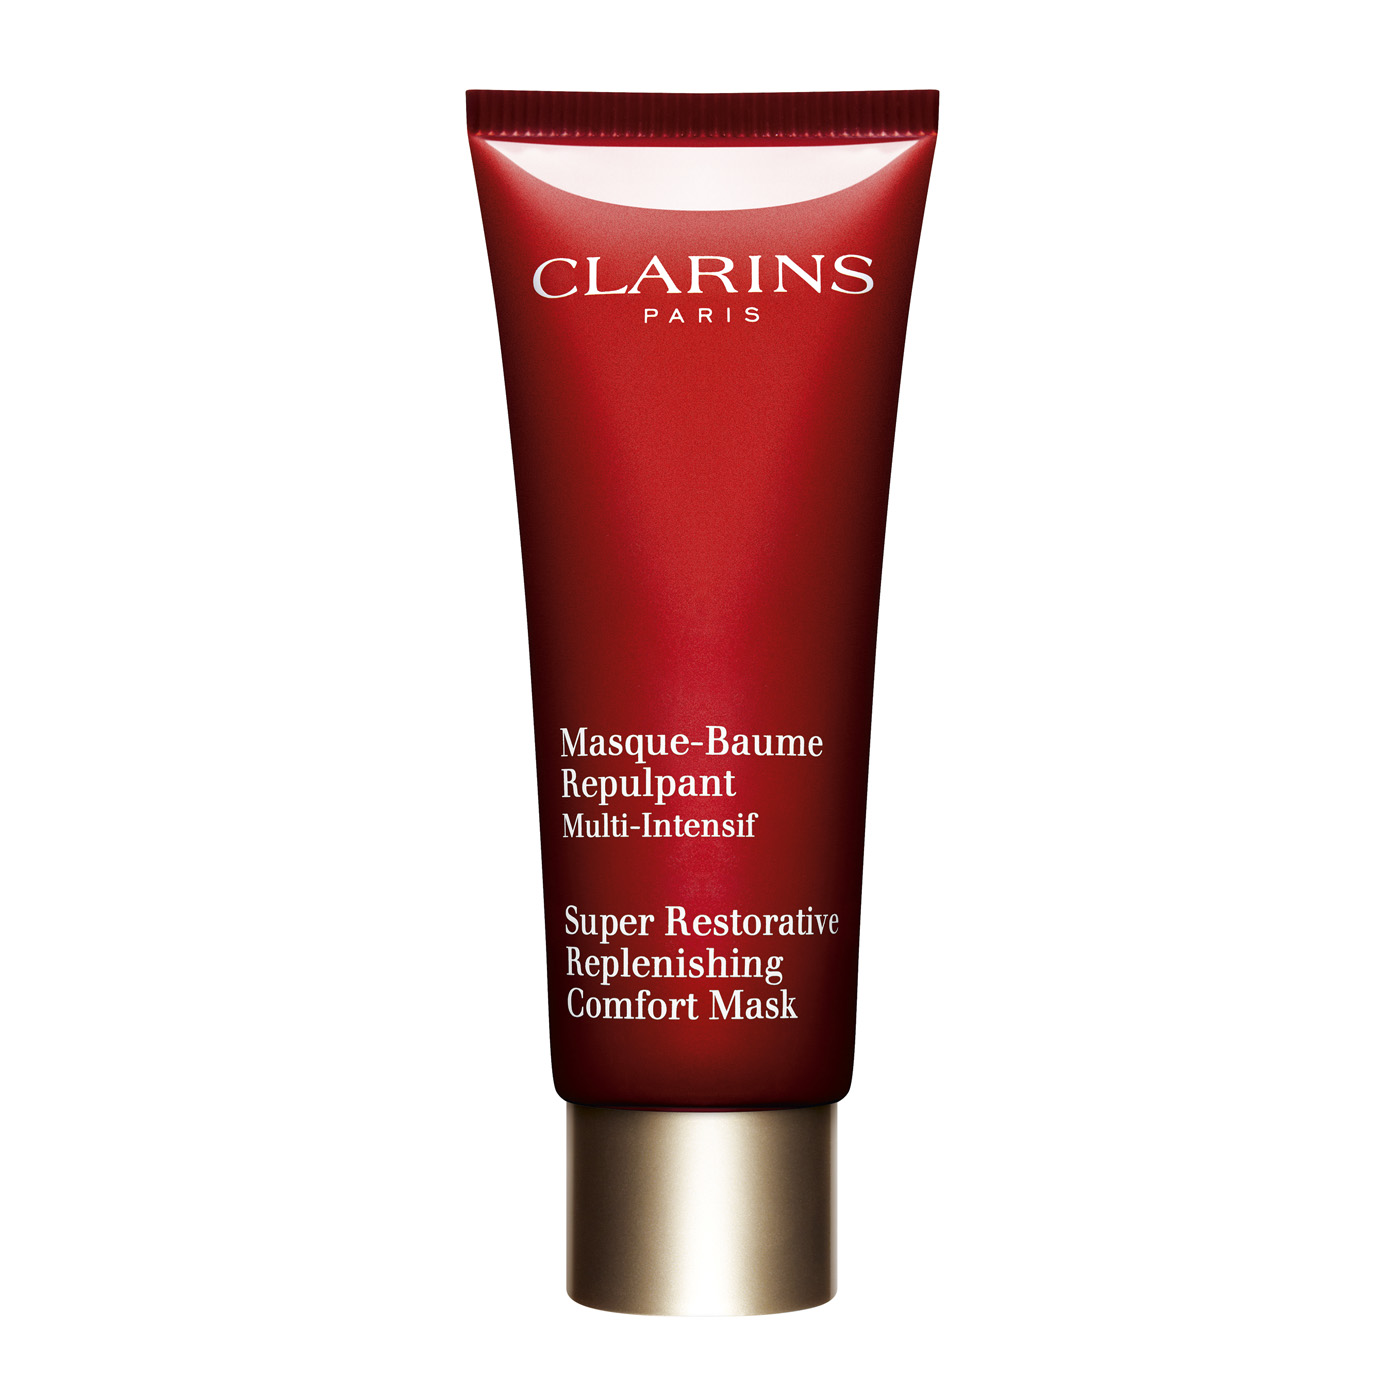 CLARINS
PARIS
Masque-Baume
Repulpant
Multi-Intensif
Super Restorative
Replenishing
Comfort Mask